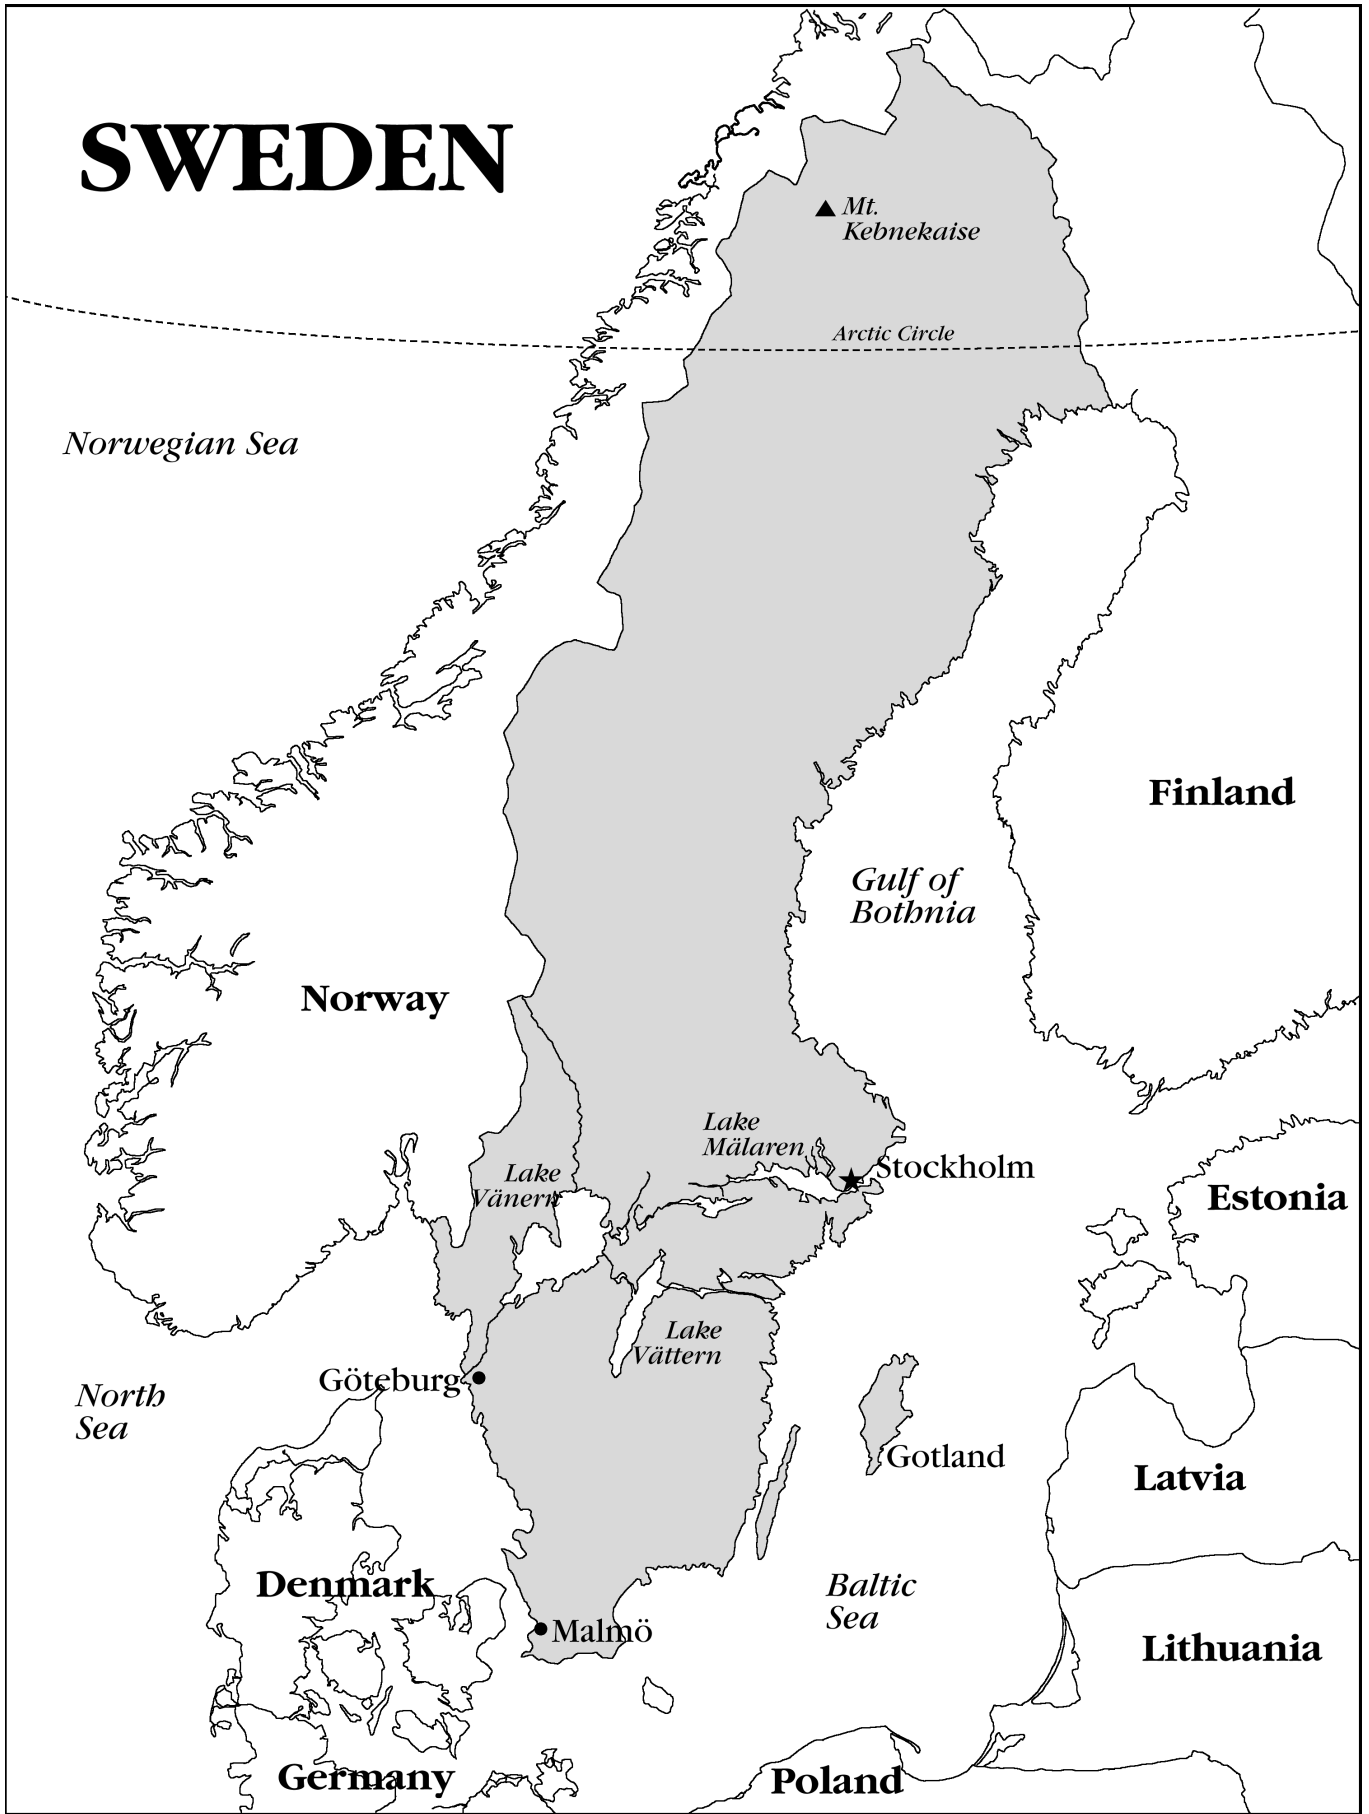 SWEDEN
Mt.
Kebnekaise
Arctic Circle
Norwegian Sea
Finland
Gulf of
Bothnia
Norway
Lake
Mälaren
Stockholm
Lake
Vänern
Estonia
Lake
Vättern
Göteburg
North
Sea
Gotland
Latvia
Denmark
Baltic
Sea
Malmö
Lithuania
Germany
Poland